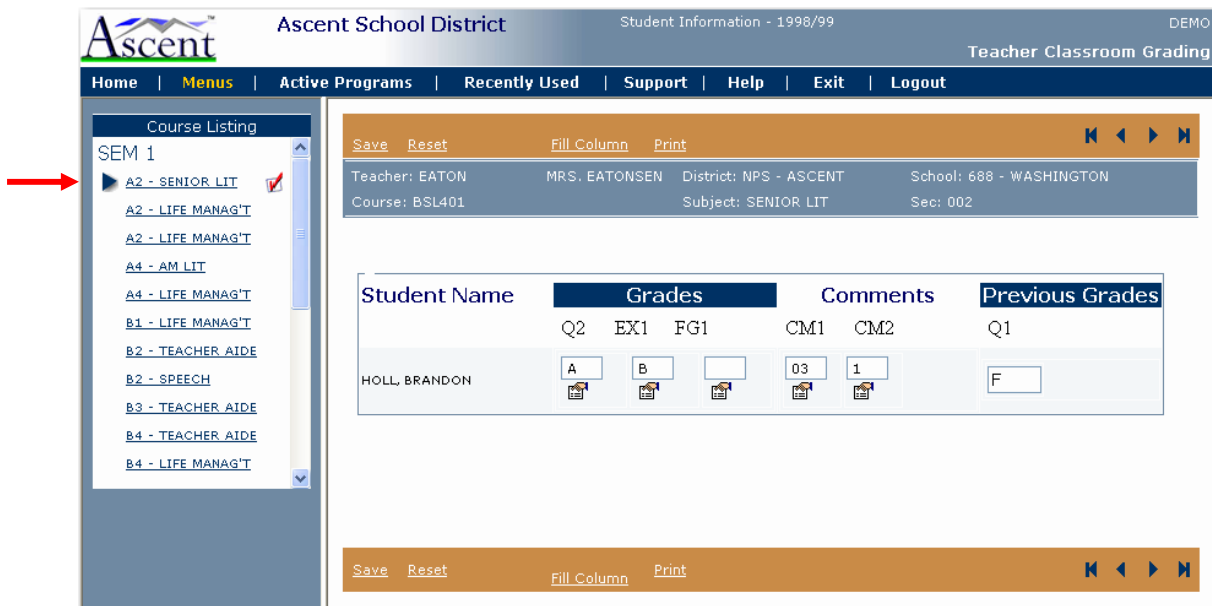 Ascent
Ascent School District
Student Information - 1998/99
DEMO
Teacher Classroom Grading
Home | Menus | Active Programs | Recently Used | Support | Help | Exit | Logout
Course Listing
SEM 1
A2 - SENIOR LIT
A2 - LIFE MANAG'T
A2 - LIFE MANAG'T
A4 - AM LIT
A4 - LIFE MANAG'T
B1 - LIFE MANAG'T
B2 - TEACHER AIDE
B2 - SPEECH
B3 - TEACHER AIDE
B4 - TEACHER AIDE
B4 - LIFE MANAG'T
Save Reset Fill Column Print
Teacher: EATON MRS. EATONSEN District: NPS - ASCENT School: 688 - WASHINGTON
Course: BSL401 Subject: SENIOR LIT Sec: 002
Student Name Grades Comments Previous Grades
Q2 EX1 FG1 CM1 CM2 Q1
HOLL, BRANDON A B 03 1 F
Save Reset Fill Column Print